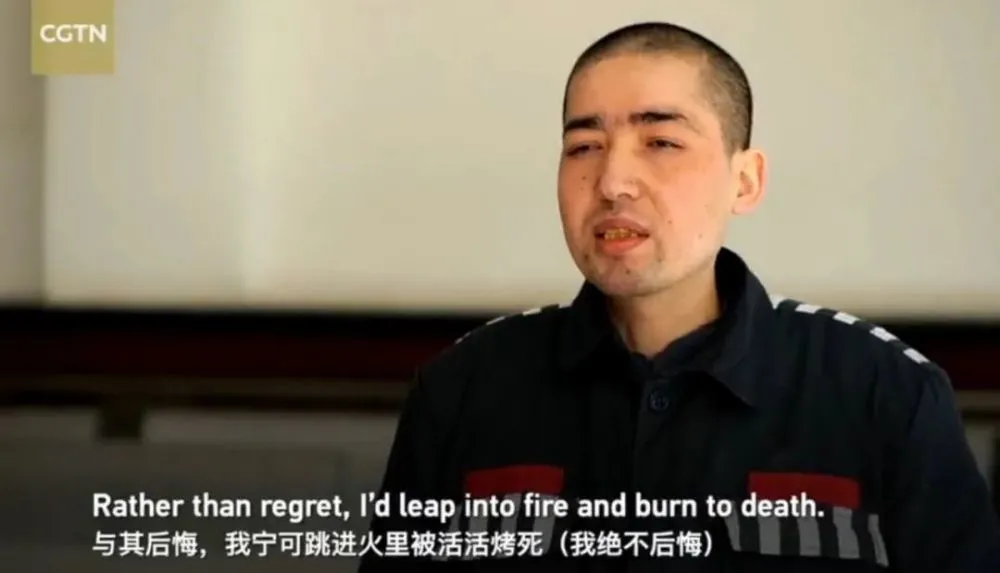 CGTN
Rather than regret, I'd leap into fire and burn to death.
与其后悔，我宁可跳进火里被活活烤死（我绝不后悔）